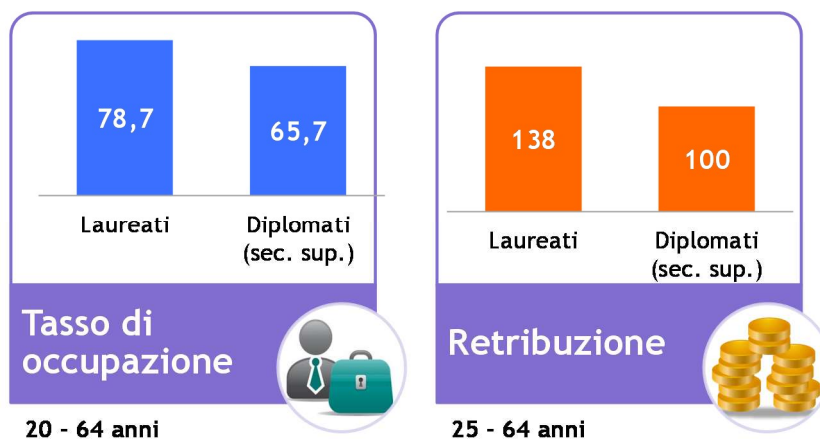 78,7
65,7
Laureati
Diplomati
(sec. sup.)
Tasso di
occupazione
20 - 64 anni
138
100
Laureati
Diplomati
(sec. sup.)
Retribuzione
25 - 64 anni